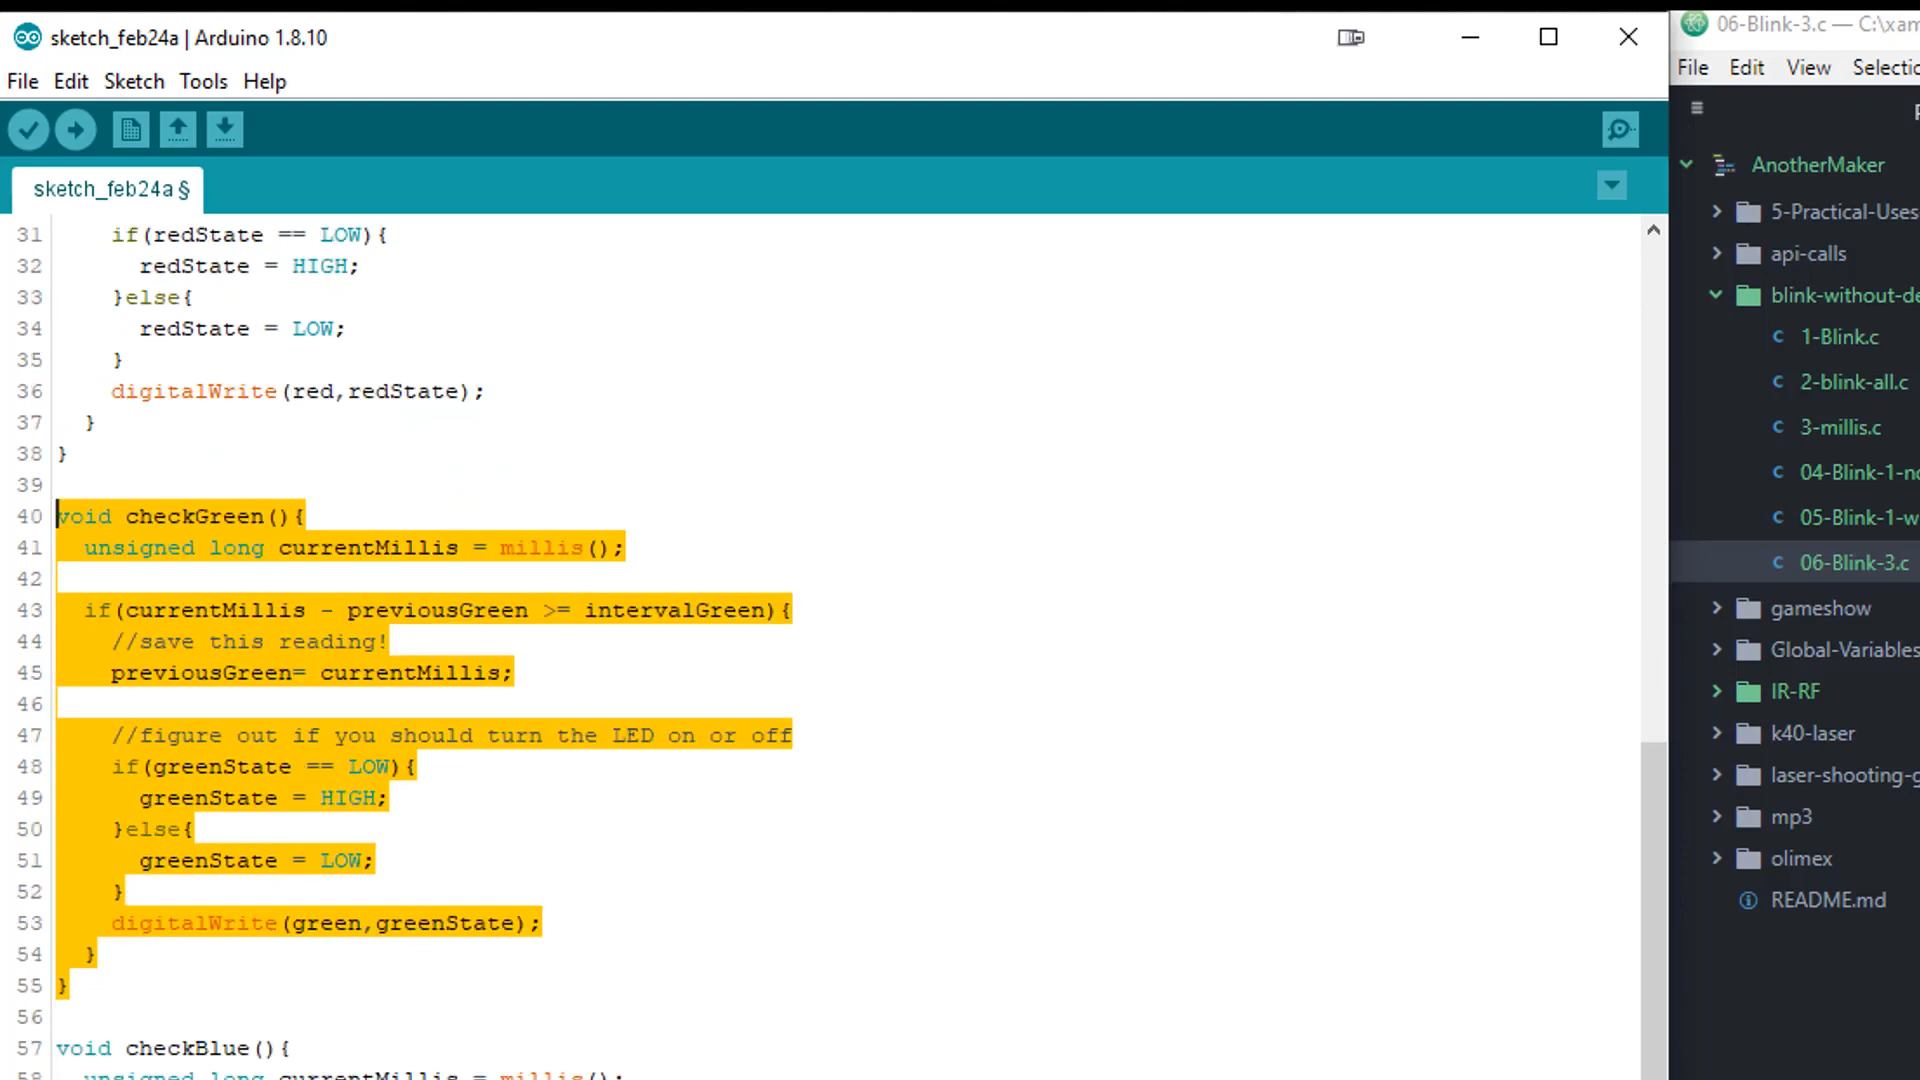 sketch_feb24a | Arduino 1.8.10
File Edit Sketch Tools Help
sketch_feb24a §
31 if(redState == LOW){
32 redState = HIGH;
33 }else{
34 redState = LOW;
35 }
36 digitalWrite(red,redState);
37 }
38 }
39
40 void checkGreen(){
41 unsigned long currentMillis = millis();
42
43 if(currentMillis - previousGreen >= intervalGreen){
44 //save this reading!
45 previousGreen= currentMillis;
46
47 //figure out if you should turn the LED on or off
48 if(greenState == LOW){
49 greenState = HIGH;
50 }else{
51 greenState = LOW;
52 }
53 digitalWrite(green,greenState);
54 }
55 }
56
57 void checkBlue(){
58 unsigned long currentMillis = millis();
06-Blink-3.c — C:\xam
File Edit View Selectio
AnotherMaker
5-Practical-Uses
api-calls
blink-without-de
C 1-Blink.c
C 2-blink-all.c
C 3-millis.c
C 04-Blink-1-no
C 05-Blink-1-w
C 06-Blink-3.c
gameshow
Global-Variables
IR-RF
k40-laser
laser-shooting-g
mp3
olimex
README.md